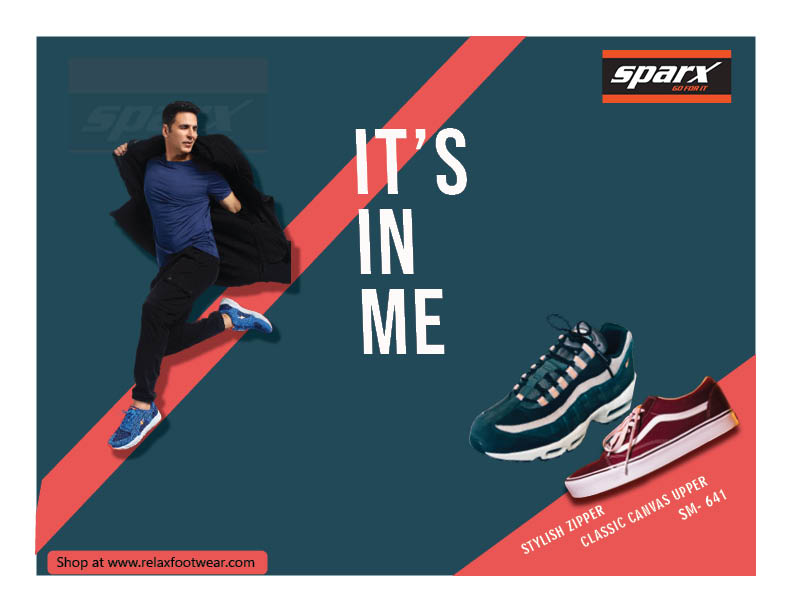 sparx
GO FOR IT
sparx
IT'S
IN
ME
STYLISH ZIPPER
CLASSIC CANVAS UPPER
SM- 641
Shop at www.relaxfootwear.com